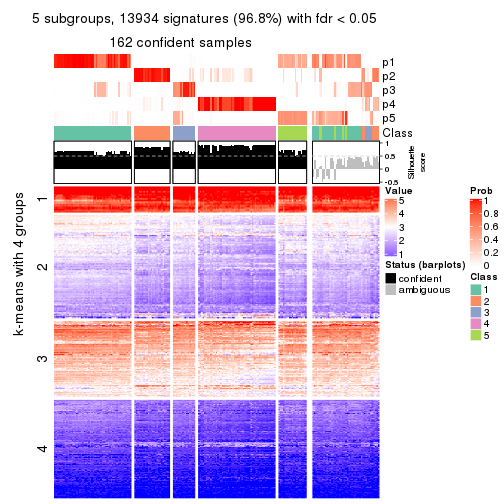 5 subgroups, 13934 signatures (96.8%) with fdr < 0.05
162 confident samples
p1
p2
p3
p4
p5
Class
1
0.5
0
-0.5
Silhouette
score
k-means with 4 groups
1
2
3
4
Value
5
4
3
2
1
Status (barplots)
confident
ambiguous
Prob
1
0.8
0.6
0.4
0.2
0
Class
1
2
3
4
5